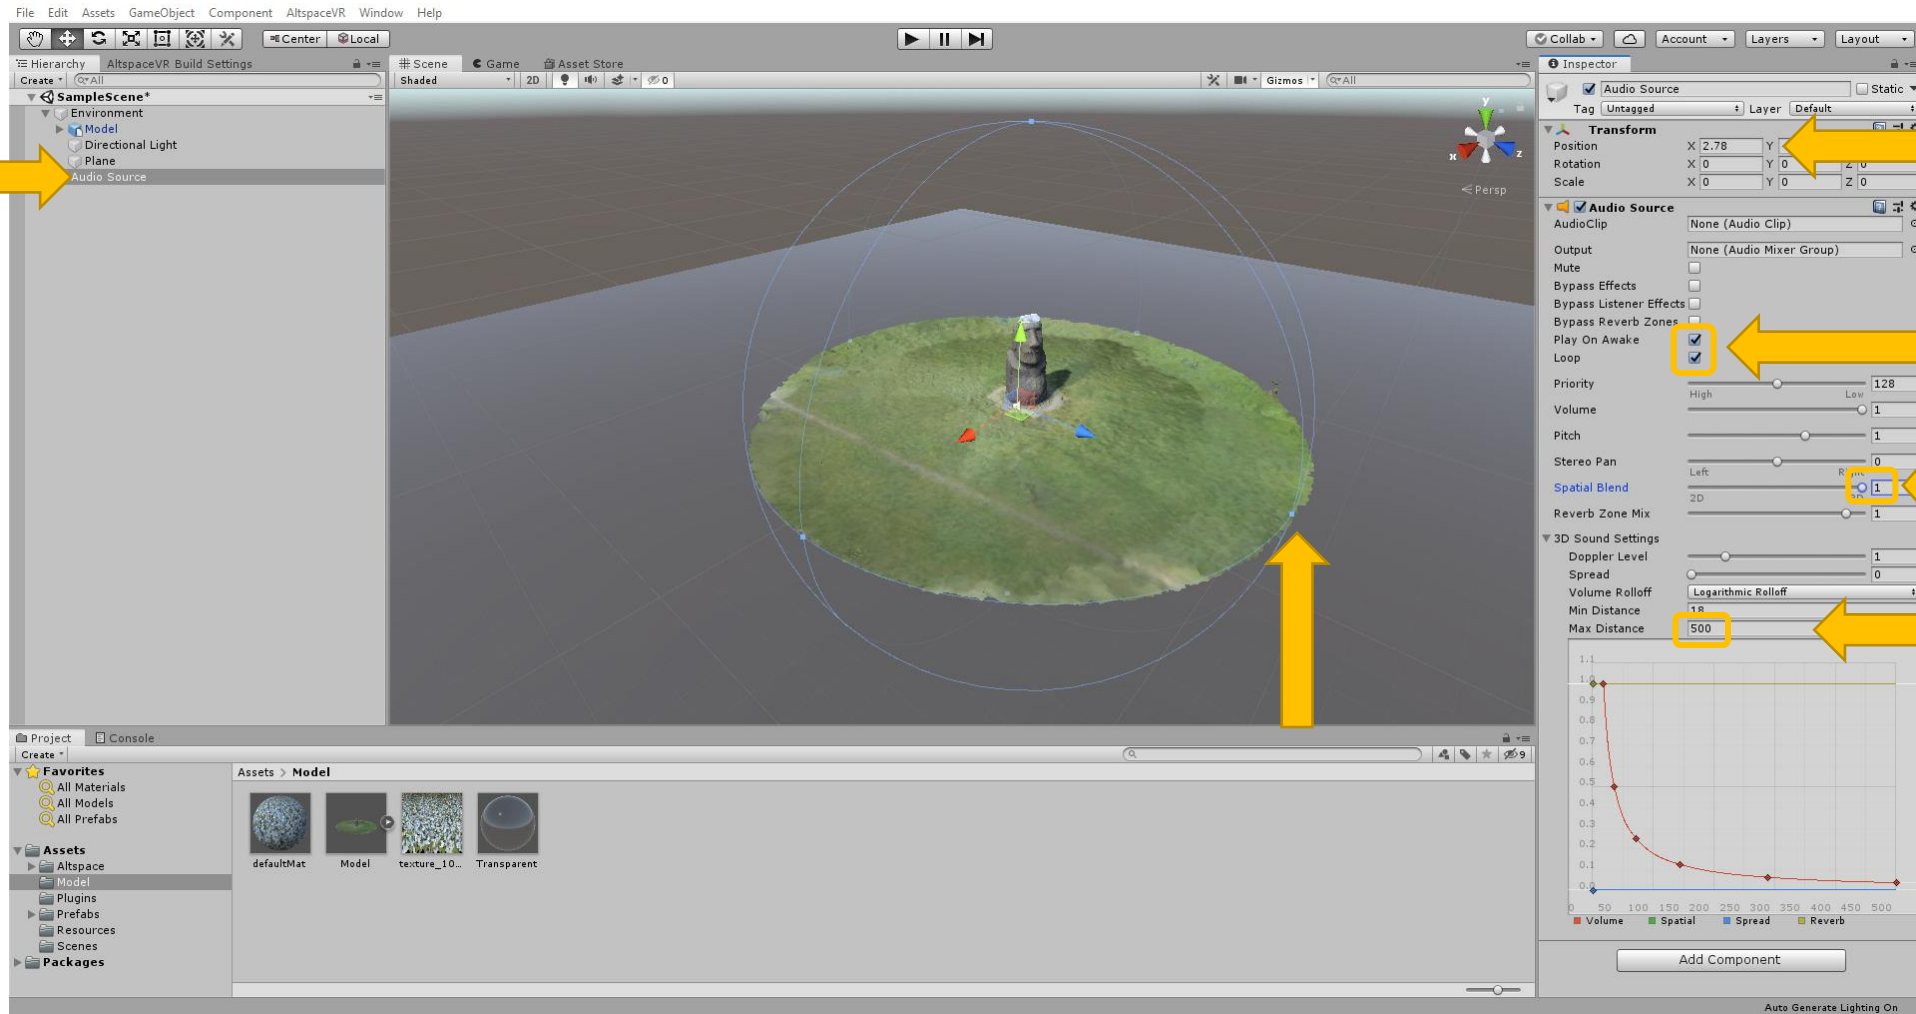 File Edit Assets GameObject Component AltspaceVR Window Help
Center Local
Collab Account Layers Layout
Hierarchy AltspaceVR Build Settings
Create All
SampleScene*
Environment
Model
Directional Light
Plane
Audio Source
Scene Game Asset Store
Shaded 2D 0 Gizmos All
y
x z
Persp
Inspector
Audio Source Static
Tag Untagged Layer Default
Transform
Position X 2.78 Y
Rotation X 0 Y 0 Z 0
Scale X 0 Y 0 Z 0
Audio Source
AudioClip None (Audio Clip)
Output None (Audio Mixer Group)
Mute
Bypass Effects
Bypass Listener Effects
Bypass Reverb Zones
Play On Awake
Loop
Priority 128
High Low
Volume 1
Pitch 1
Stereo Pan 0
Left Right
Spatial Blend 1
2D 3D
Reverb Zone Mix 1
3D Sound Settings
Doppler Level 1
Spread 0
Volume Rolloff Logarithmic Rolloff
Min Distance 18
Max Distance 500
1.1
1.0
0.9
0.8
0.7
0.6
0.5
0.4
0.3
0.2
0.1
0.0
0 50 100 150 200 250 300 350 400 450 500
Volume Spatial Spread Reverb
Add Component
Project Console
Create 9
Favorites
All Materials
All Models
All Prefabs
Assets
Altspace
Model
Plugins
Prefabs
Resources
Scenes
Packages
Assets > Model
defaultMat Model texture_10... Transparent
Auto Generate Lighting On